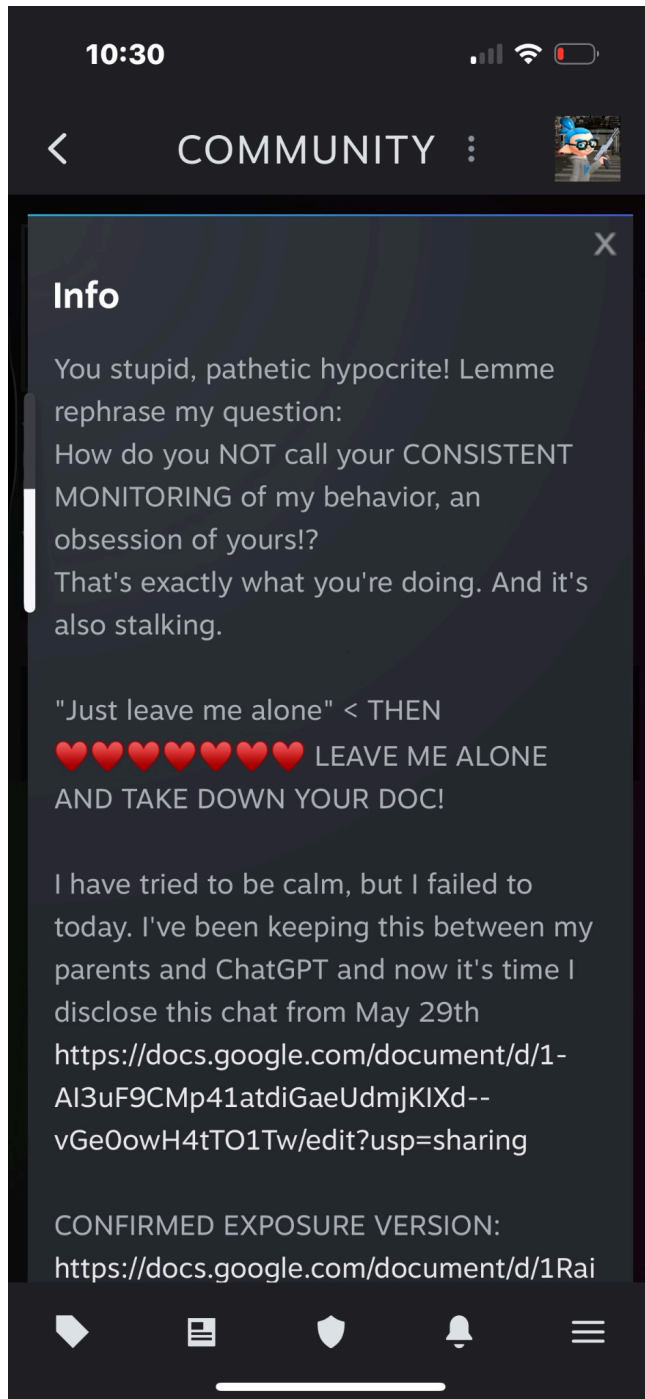 10:30
COMMUNITY
X
Info
You stupid, pathetic hypocrite! Lemme
rephrase my question:
How do you NOT call your CONSISTENT
MONITORING of my behavior, an
obsession of yours!?
That's exactly what you're doing. And it's
also stalking.
"Just leave me alone" < THEN
♥♥♥♥♥♥♥ LEAVE ME ALONE
AND TAKE DOWN YOUR DOC!
I have tried to be calm, but I failed to
today. I've been keeping this between my
parents and ChatGPT and now it's time I
disclose this chat from May 29th
https://docs.google.com/document/d/1-
AI3uF9CMp41atdiGaeUdmjKIXd--
vGe0owH4tTO1Tw/edit?usp=sharing
CONFIRMED EXPOSURE VERSION:
https://docs.google.com/document/d/1Rai